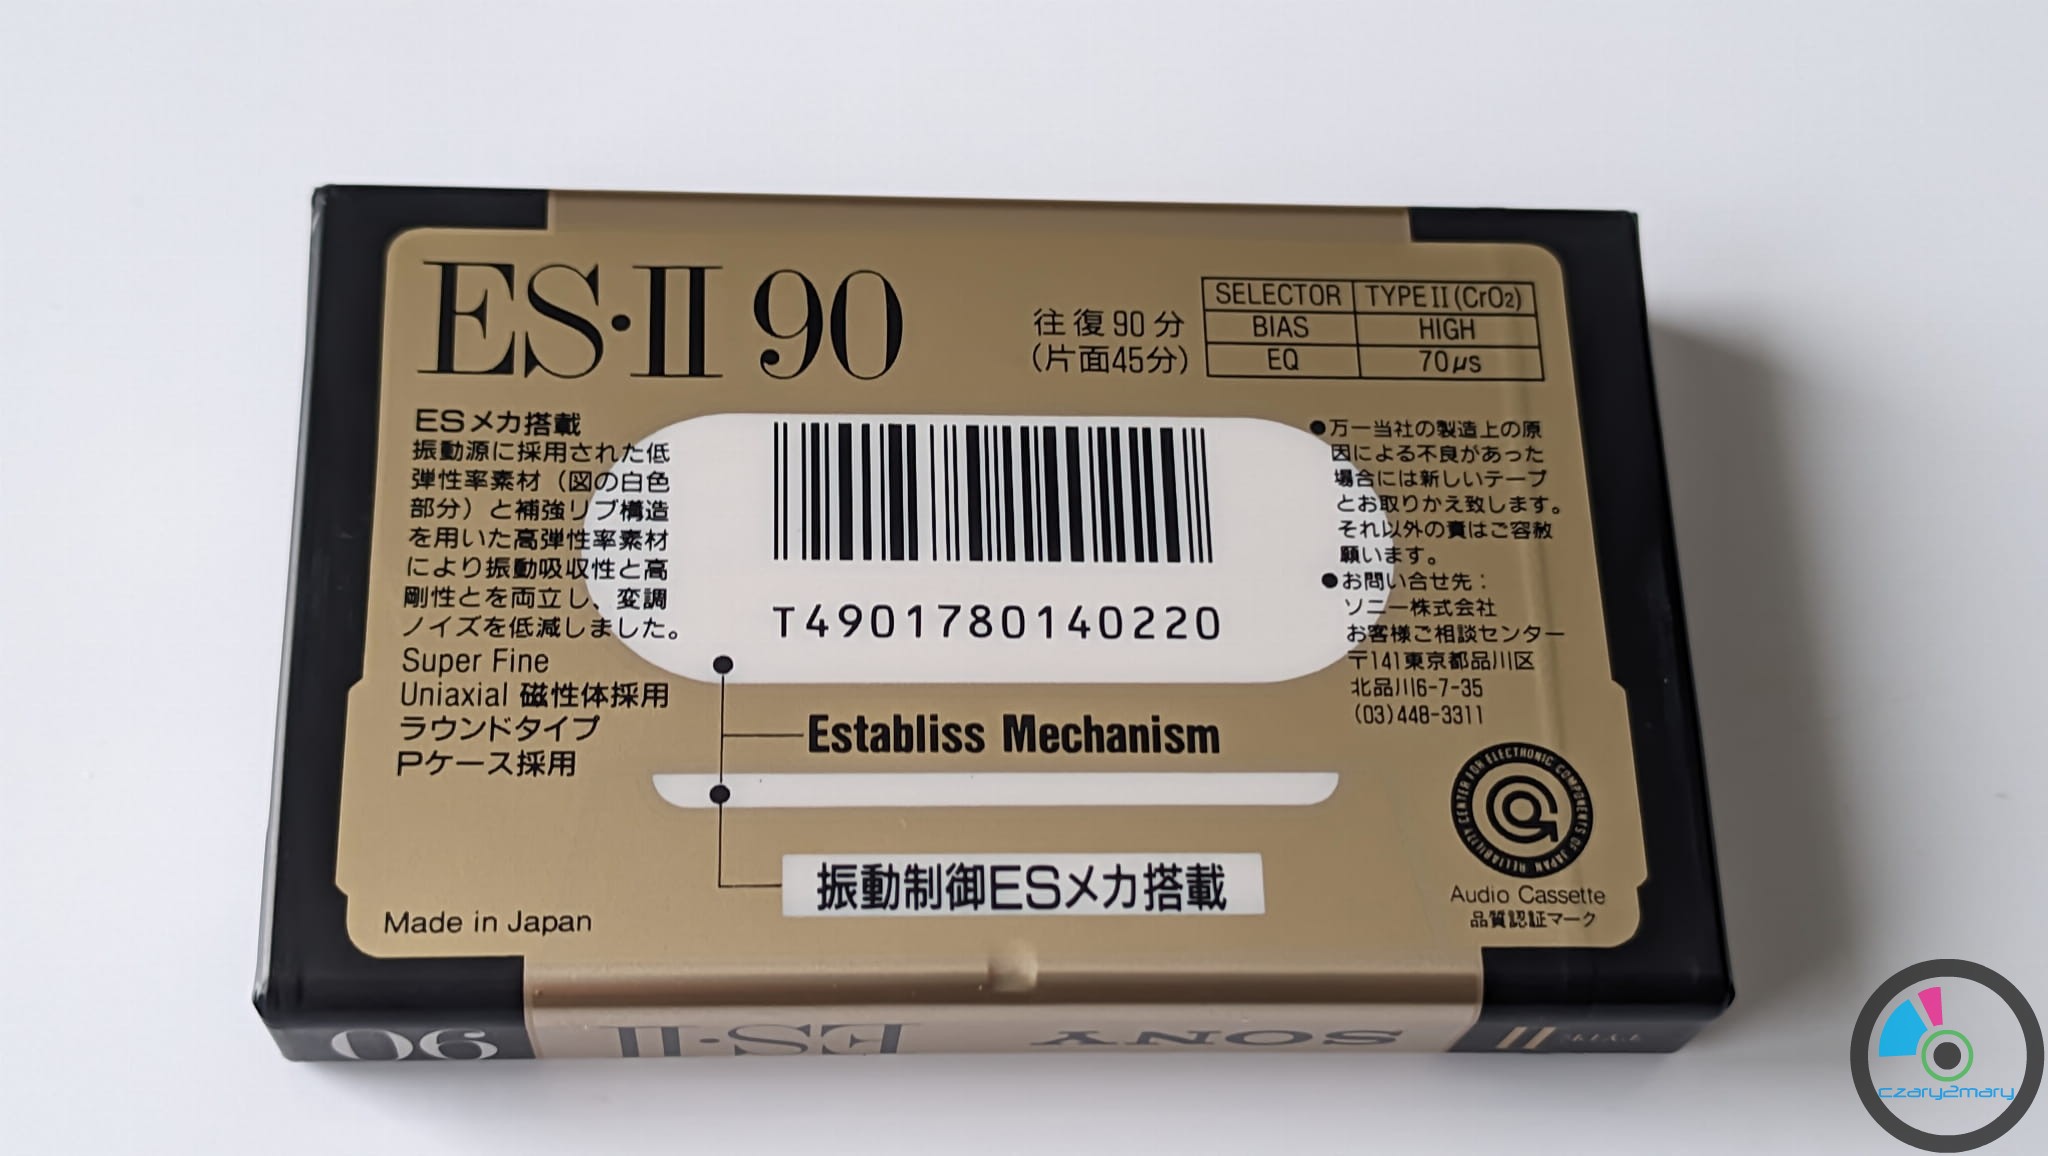 ES·II 90
往復90分
(片面45分)
SELECTOR TYPE II (CrO2)
BIAS HIGH
EQ 70μs
ESメカ搭載
振動源に採用された低
弾性率素材（図の白色
部分）と補強リブ構造
を用いた高弾性率素材
により振動吸収性と高
剛性とを両立し、変調
ノイズを低減しました。
Super Fine
Uniaxial 磁性体採用
ラウンドタイプ
Pケース採用
T4901780140220
Establiss Mechanism
振動制御ESメカ搭載
●万一当社の製造上の原
因による不良があった
場合には新しいテープ
とお取りかえ致します。
それ以外の責はご容赦
願います。
●お問い合せ先：
ソニー株式会社
お客様ご相談センター
〒141東京都品川区
北品川6-7-35
(03)448-3311
RELIABILITY CENTER FOR ELECTRONIC COMPONENTS OF JAPAN
Audio Cassette
品質認証マーク
Made in Japan
90 ES·II SONY II
czary2mary